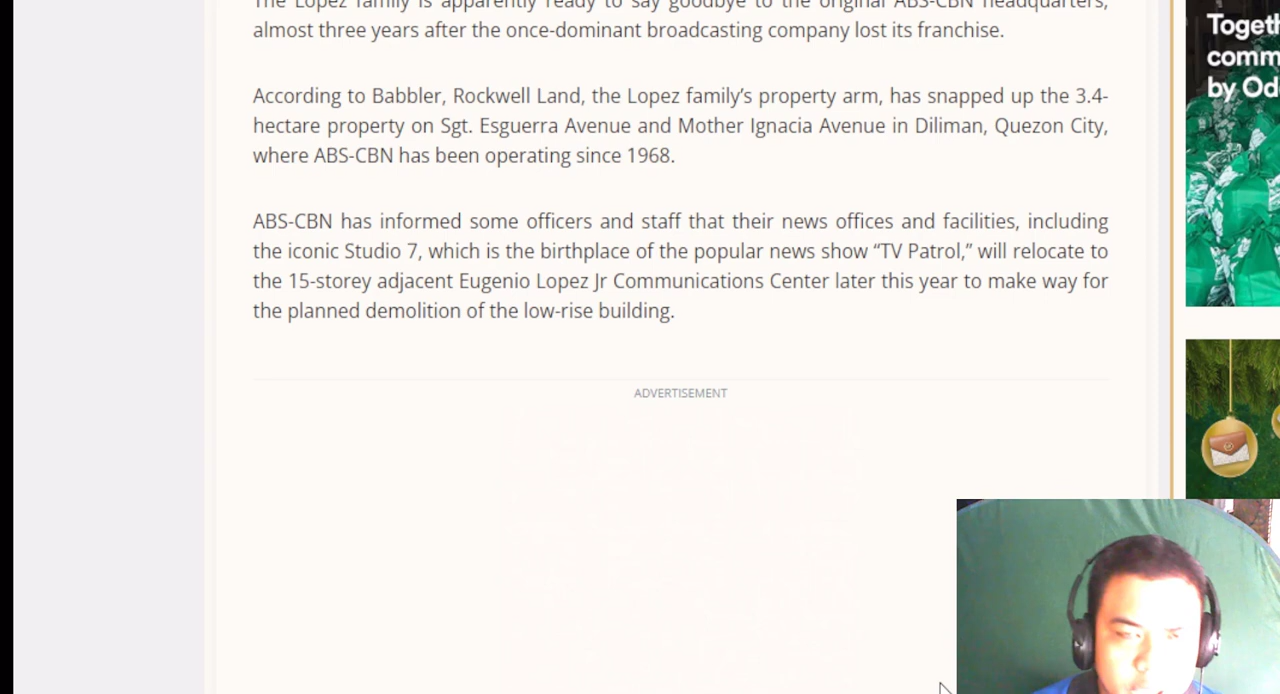 The Lopez family is apparently ready to say goodbye to the original ABS-CBN headquarters,
almost three years after the once-dominant broadcasting company lost its franchise.
According to Babbler, Rockwell Land, the Lopez family’s property arm, has snapped up the 3.4-
hectare property on Sgt. Esguerra Avenue and Mother Ignacia Avenue in Diliman, Quezon City,
where ABS-CBN has been operating since 1968.
ABS-CBN has informed some officers and staff that their news offices and facilities, including
the iconic Studio 7, which is the birthplace of the popular news show “TV Patrol,” will relocate to
the 15-storey adjacent Eugenio Lopez Jr Communications Center later this year to make way for
the planned demolition of the low-rise building.
ADVERTISEMENT
Togeth
comm
by Od